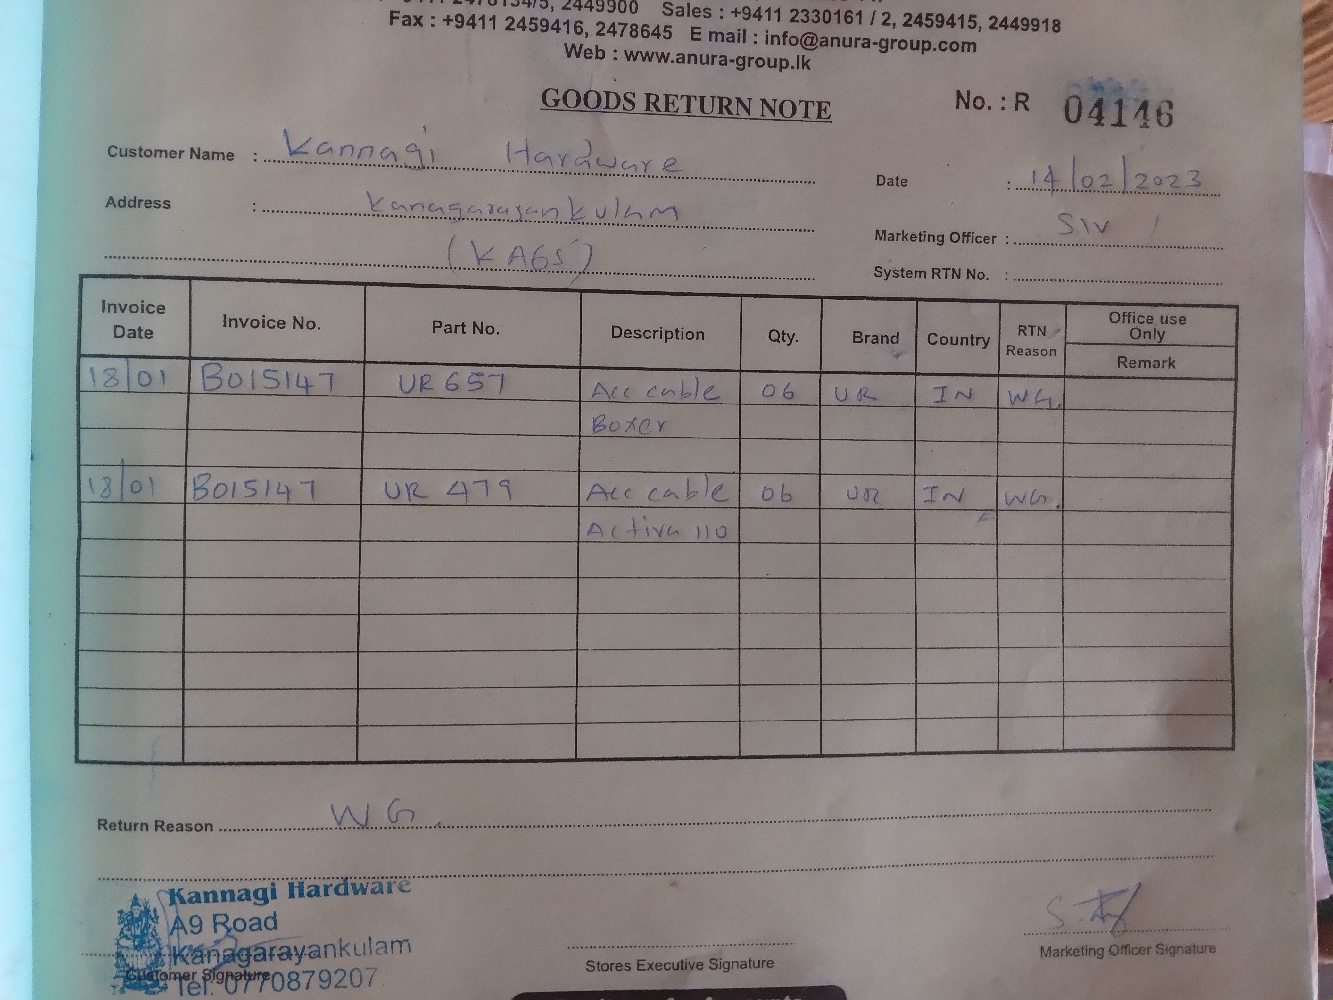 2449900 Sales : +9411 2330161 / 2, 2459415, 2449918
Fax : +9411 2459416, 2478645 E mail : info@anura-group.com
Web : www.anura-group.lk
GOODS RETURN NOTE
No. : R 04146
Customer Name : Kannagi Hardware
Date : 14/02/2023
Address : Kanagarasankulam
Marketing Officer : SIV
(KA65)
System RTN No. :
Invoice Date Invoice No. Part No. Description Qty. Brand Country RTN Reason Office use Only
Remark
18/01 B015147 UR 657 Acc cable 06 UR IN WG.
Boxer
18/01 B015147 UR 479 Acc cable 06 UR IN WG.
Activa 110
Return Reason WG.
Kannagi Hardware
A9 Road
Kanagarayankulam
Customer Signature
Tel: 0770879207
Stores Executive Signature
Marketing Officer Signature